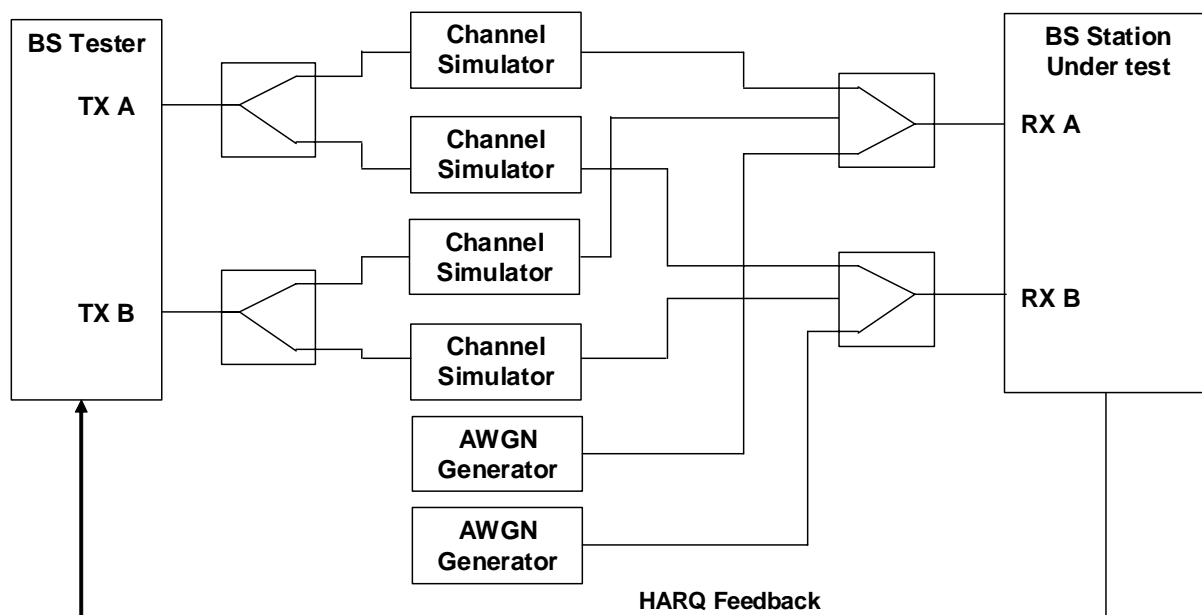 BS Tester
TX A
TX B
Channel
Simulator
Channel
Simulator
Channel
Simulator
Channel
Simulator
AWGN
Generator
AWGN
Generator
BS Station
Under test
RX A
RX B
HARQ Feedback